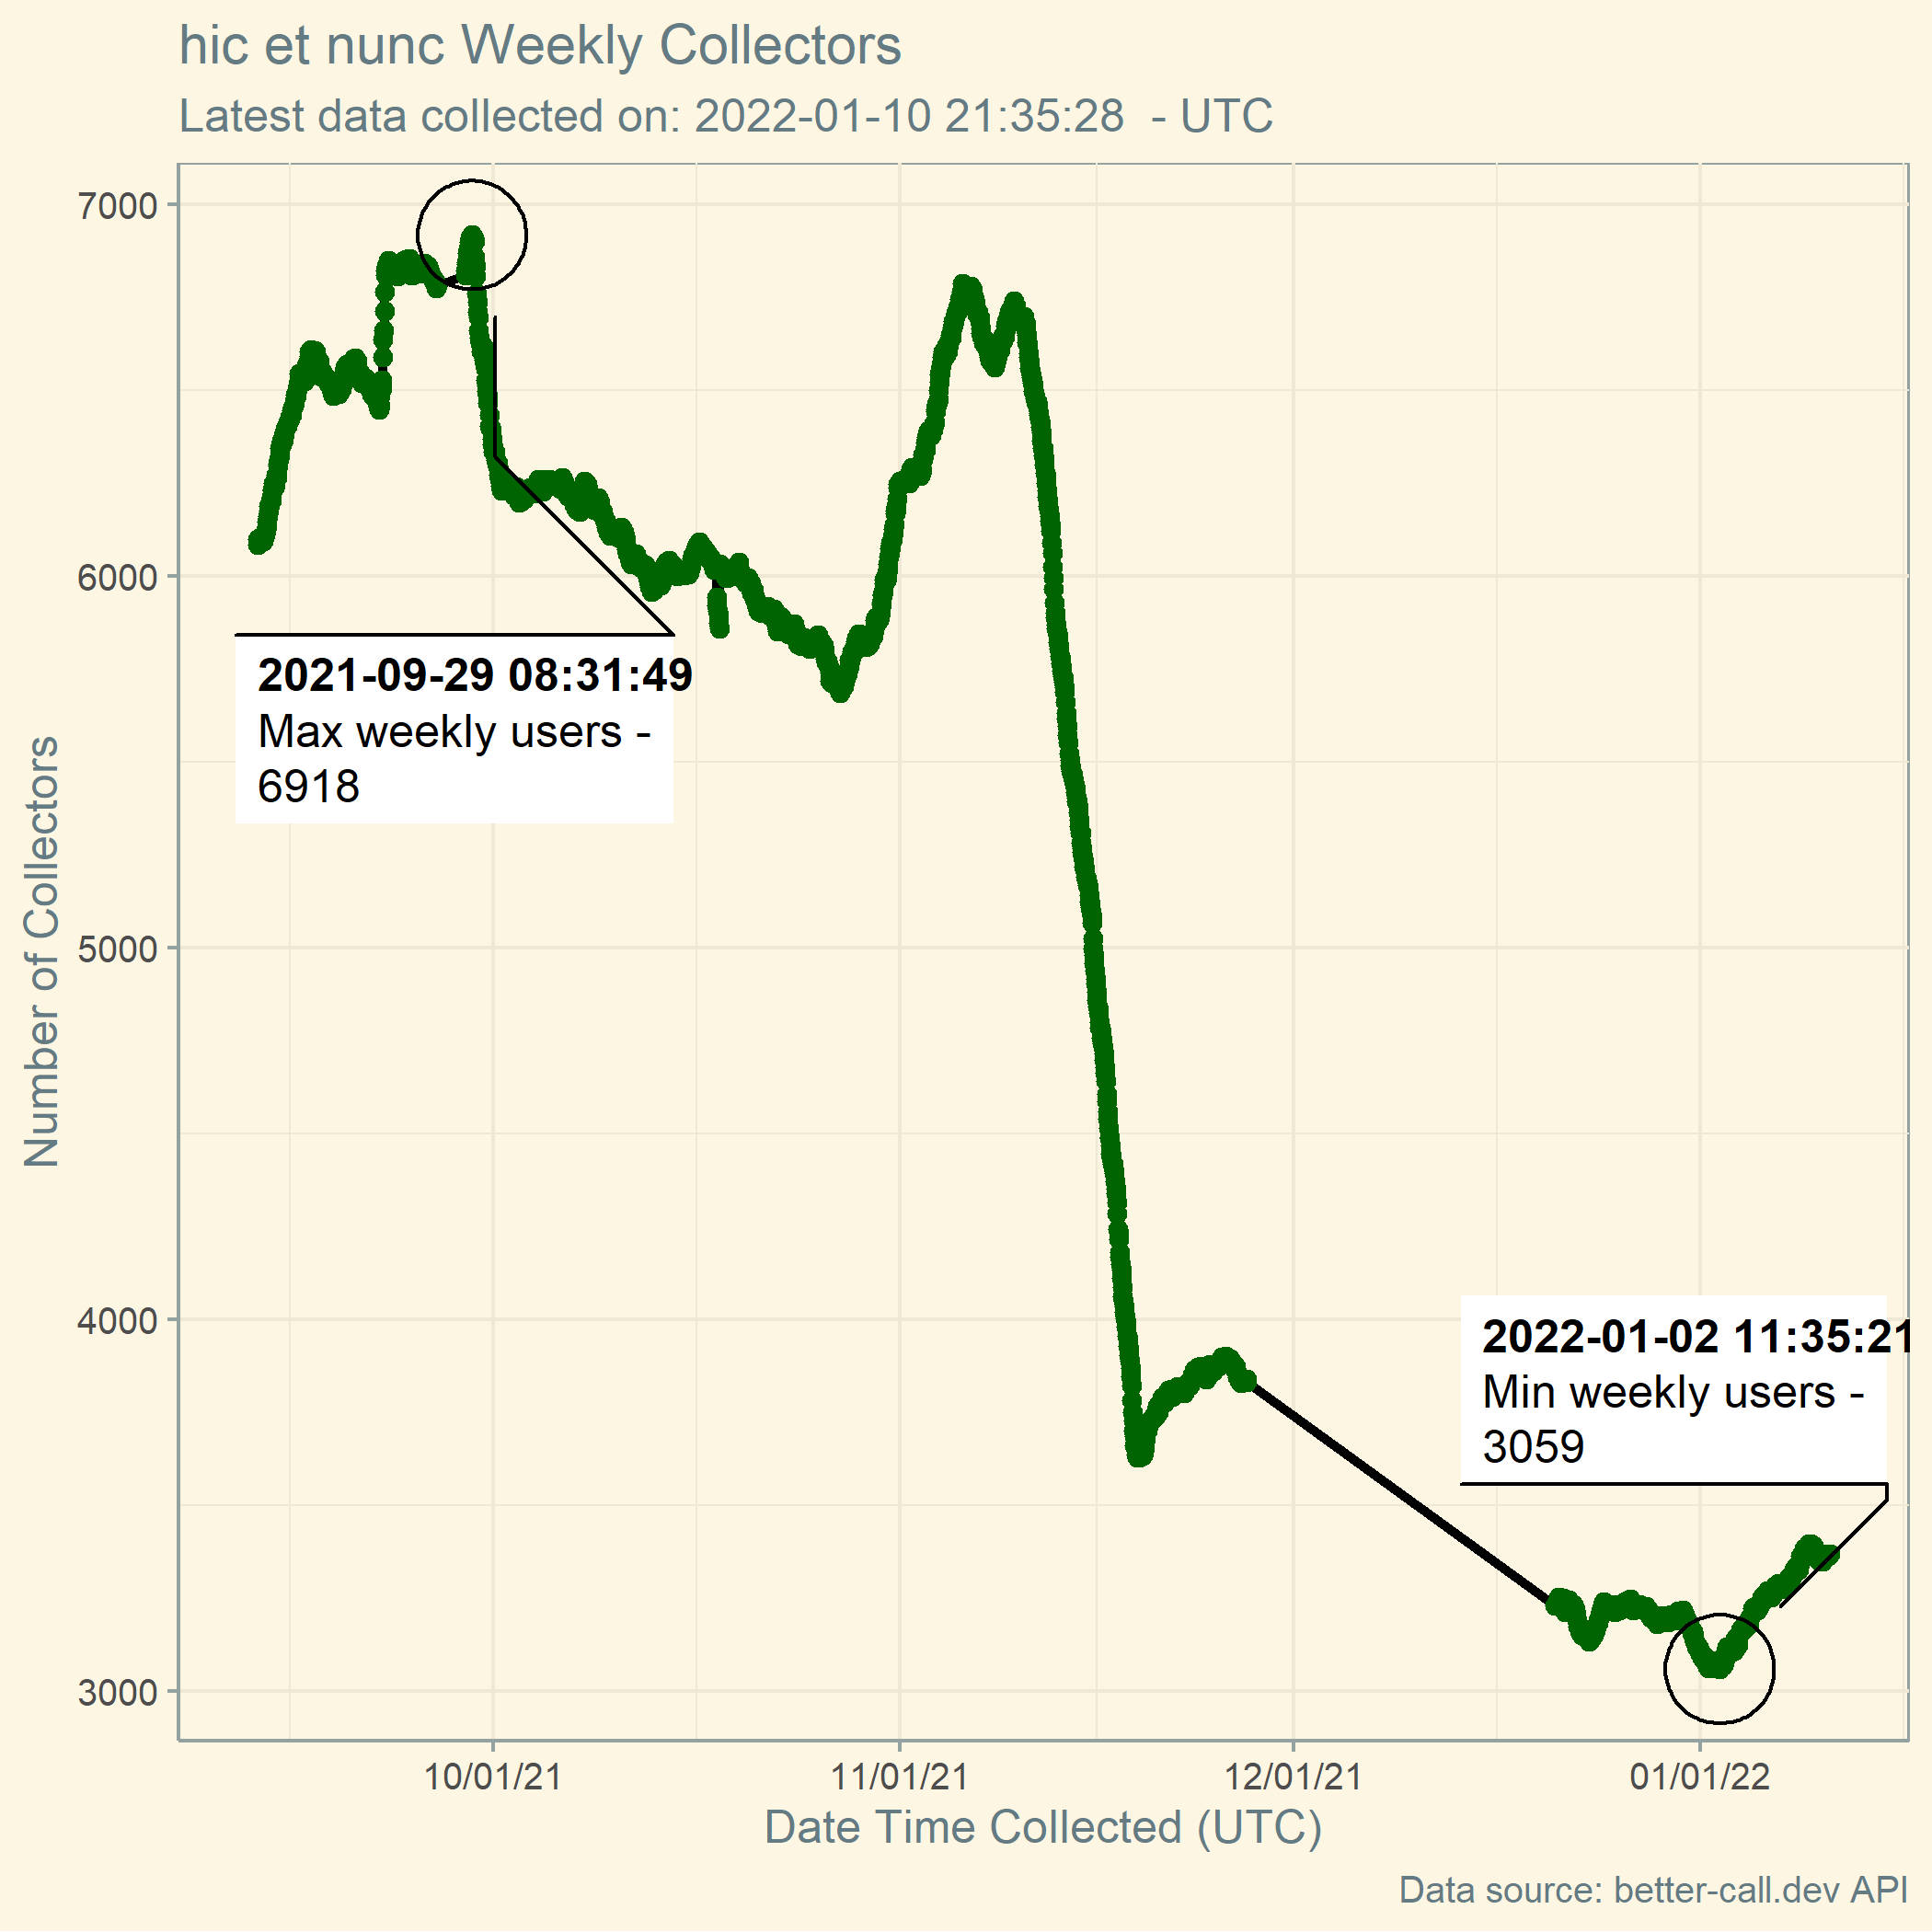 hic et nunc Weekly Collectors
Latest data collected on: 2022-01-10 21:35:28  - UTC
7000
6000
5000
4000
3000
Number of Collectors
2021-09-29 08:31:49
Max weekly users -
6918
2022-01-02 11:35:21
Min weekly users -
3059
10/01/21
11/01/21
12/01/21
01/01/22
Date Time Collected (UTC)
Data source: better-call.dev API